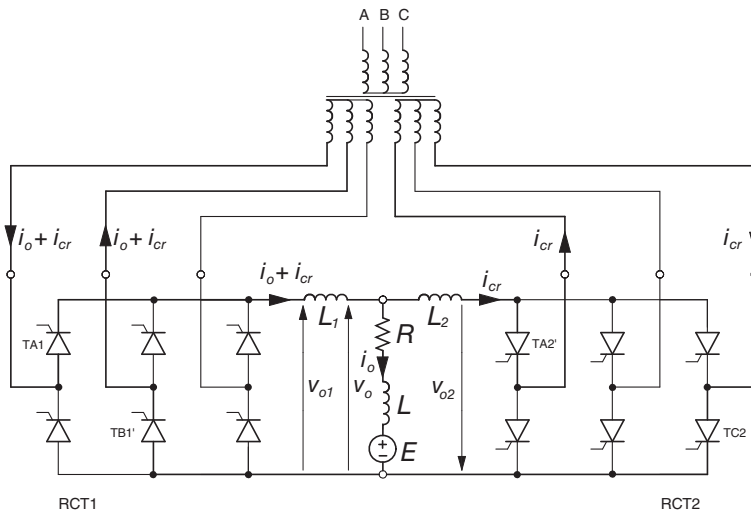 A B C
i_o + i_cr
i_o + i_cr
i_cr
i_cr
i_o + i_cr
i_cr
L_1
L_2
R
TA1
TA2'
i_o
v_o1
v_o
v_o2
L
TB1'
TC2
E
RCT1
RCT2